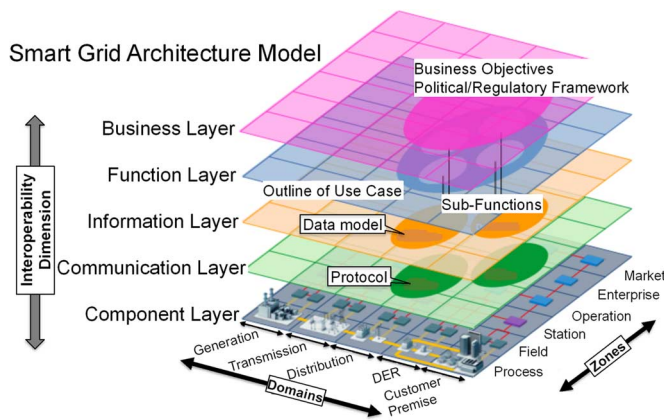 Smart Grid Architecture Model
Business Objectives
Political/Regulatory Framework
Business Layer
Function Layer
Outline of Use Case
Sub-Functions
Information Layer
Data model
Communication Layer
Protocol
Component Layer
Interoperability
Dimension
Generation
Transmission
Distribution
DER
Customer
Premise
Domains
Market
Enterprise
Operation
Station
Field
Process
Zones